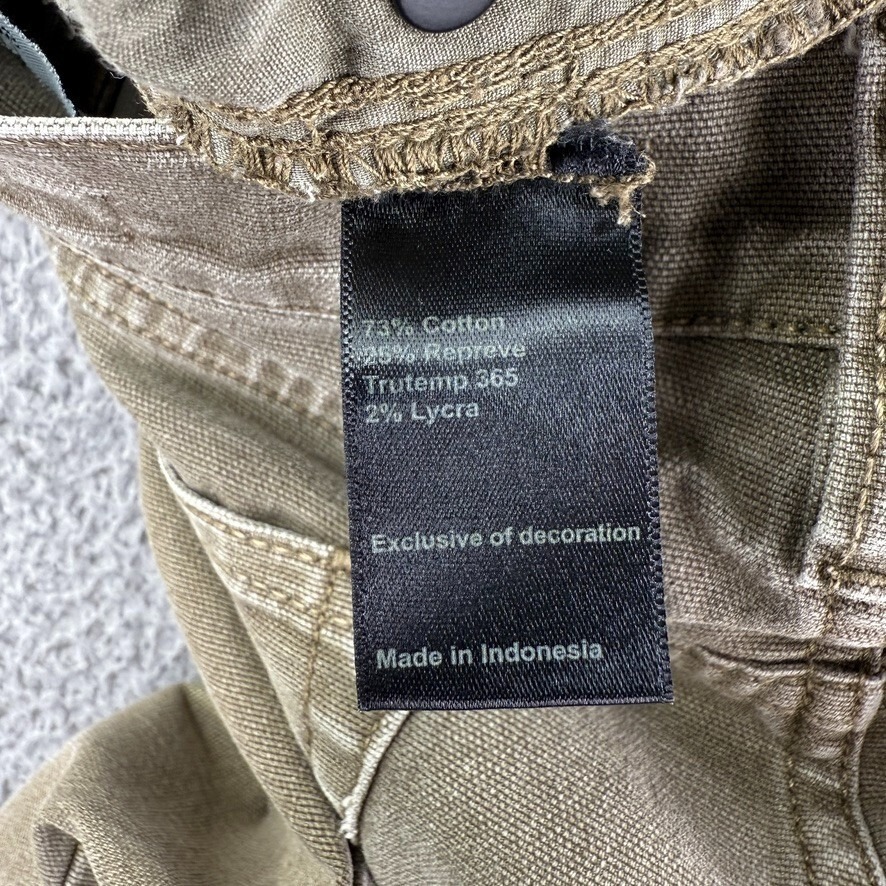 73% Cotton
25% Repreve
Trutemp 365
2% Lycra
Exclusive of decoration
Made in Indonesia